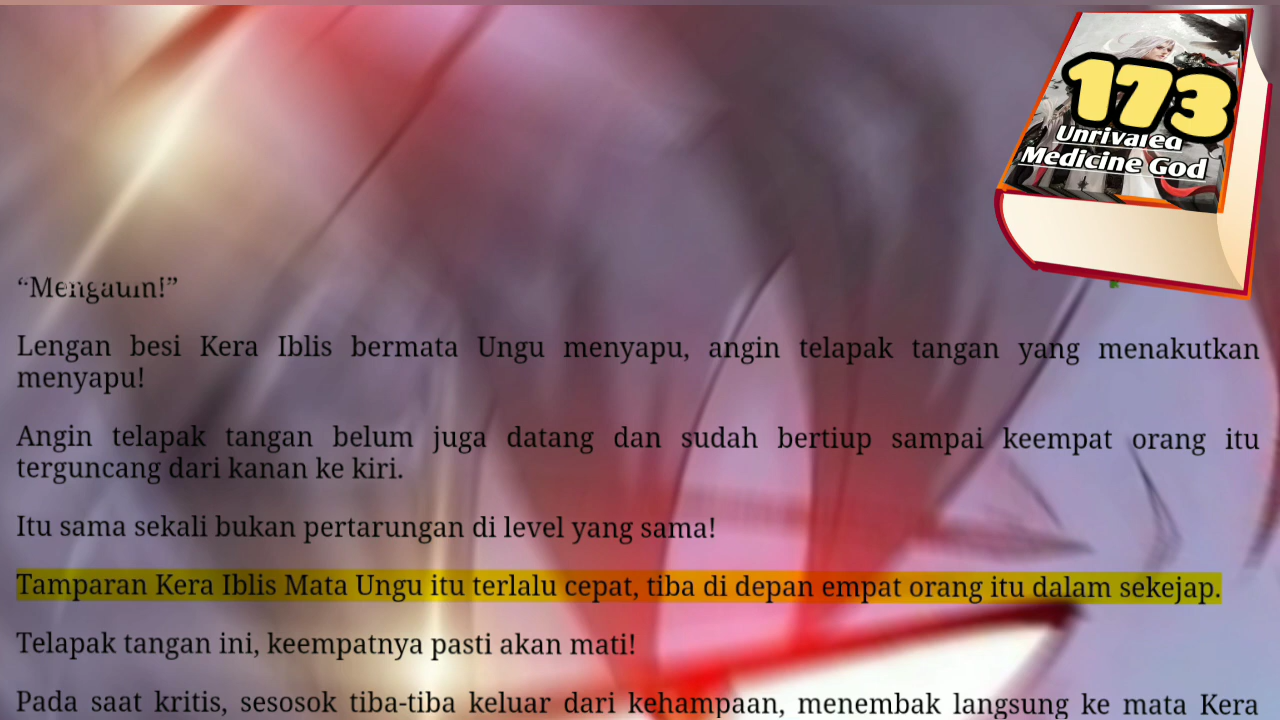 173
Unrivaled
Medicine God
“Mengaum!”
Lengan besi Kera Iblis bermata Ungu menyapu, angin telapak tangan yang menakutkan
menyapu!
Angin telapak tangan belum juga datang dan sudah bertiup sampai keempat orang itu
terguncang dari kanan ke kiri.
Itu sama sekali bukan pertarungan di level yang sama!
Tamparan Kera Iblis Mata Ungu itu terlalu cepat, tiba di depan empat orang itu dalam sekejap.
Telapak tangan ini, keempatnya pasti akan mati!
Pada saat kritis, sesosok tiba-tiba keluar dari kehampaan, menembak langsung ke mata Kera